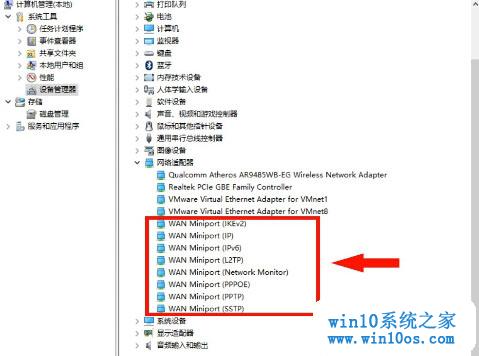 计算机管理(本地)
系统工具
任务计划程序
事件查看器
共享文件夹
本地用户和组
性能
设备管理器
存储
磁盘管理
服务和应用程序
打印队列
电池
计算机
监视器
键盘
蓝牙
内存技术设备
人体学输入设备
软件设备
声音、视频和游戏控制器
鼠标和其他指针设备
通用串行总线控制器
图像设备
网络适配器
Qualcomm Atheros AR9485WB-EG Wireless Network Adapter
Realtek PCIe GBE Family Controller
VMware Virtual Ethernet Adapter for VMnet1
VMware Virtual Ethernet Adapter for VMnet8
WAN Miniport (IKEv2)
WAN Miniport (IP)
WAN Miniport (IPv6)
WAN Miniport (L2TP)
WAN Miniport (Network Monitor)
WAN Miniport (PPPOE)
WAN Miniport (PPTP)
WAN Miniport (SSTP)
系统设备
显示适配器
音频输入和输出
win10系统之家
www.win10os.com